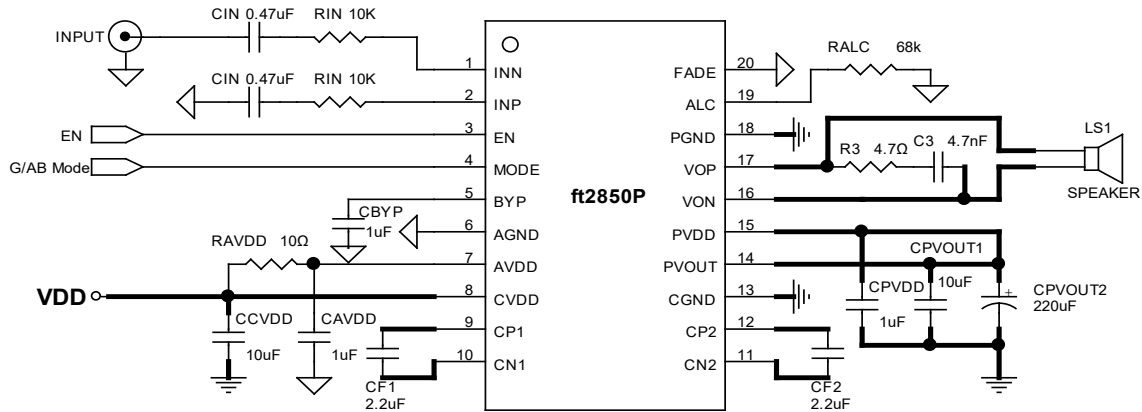 CIN 0.47uF RIN 10K
INPUT
1 INN
CIN 0.47uF RIN 10K
2 INP
EN 3 EN
G/AB Mode 4 MODE
5 BYP
CBYP
1uF
6 AGND
RAVDD 10Ω
7 AVDD
VDD 8 CVDD
CCVDD
10uF
CAVDD
1uF
9 CP1
10 CN1
CF1
2.2uF
ft2850P
FADE 20
RALC 68k
ALC 19
PGND 18
VOP 17
R3 4.7Ω C3 4.7nF
LS1
SPEAKER
VON 16
PVDD 15
PVOUT 14
CPVOUT1
10uF
CGND 13
CPVDD
1uF
+
CPVOUT2
220uF
CP2 12
CN2 11
CF2
2.2uF